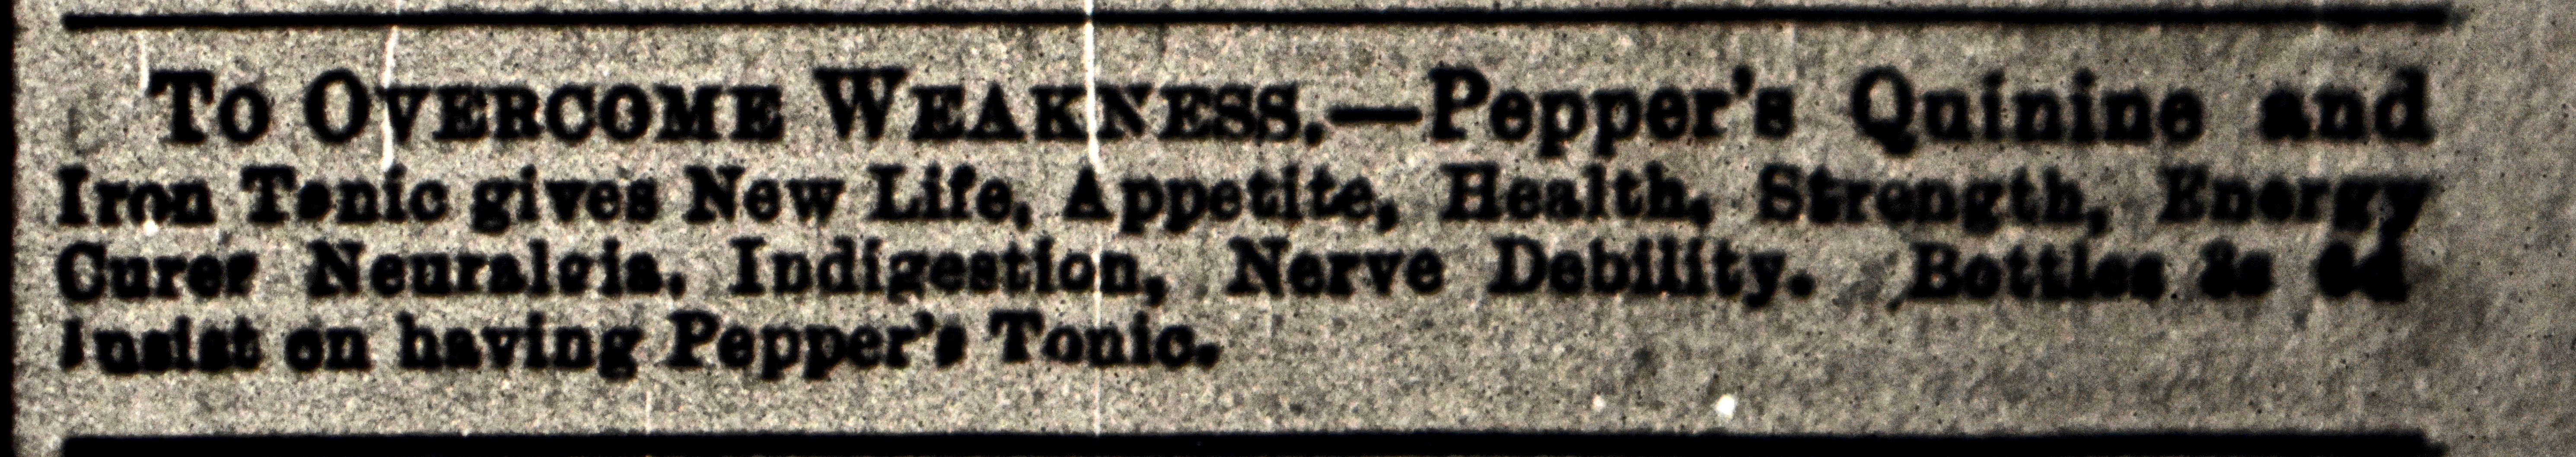 TO OVERCOME WEAKNESS.—Pepper's Quinine and
Iron Tonic gives New Life, Appetite, Health, Strength, Energy
Cures Neuralgia, Indigestion, Nerve Debility. Bottles 6d
Insist on having Pepper's Tonic.